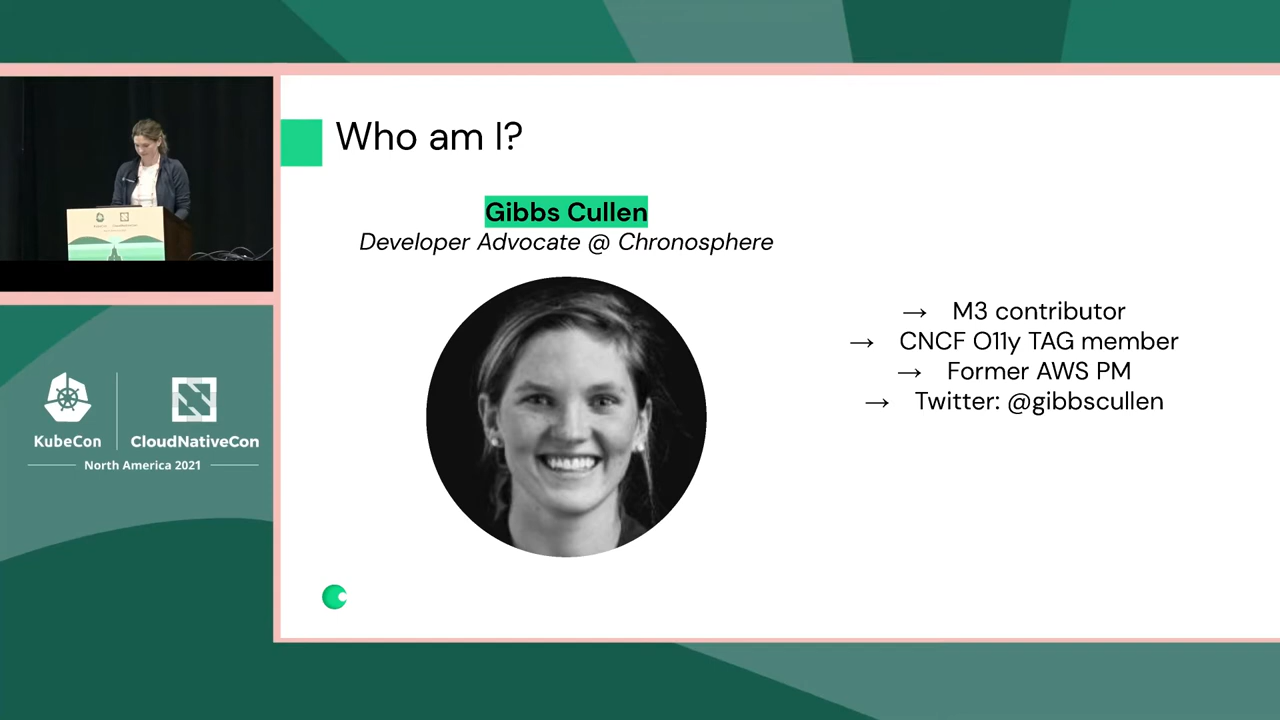 Who am I?
Gibbs Cullen
Developer Advocate @ Chronosphere
→ M3 contributor
→ CNCF O11y TAG member
→ Former AWS PM
→ Twitter: @gibbscullen
KubeCon
CloudNativeCon
North America 2021